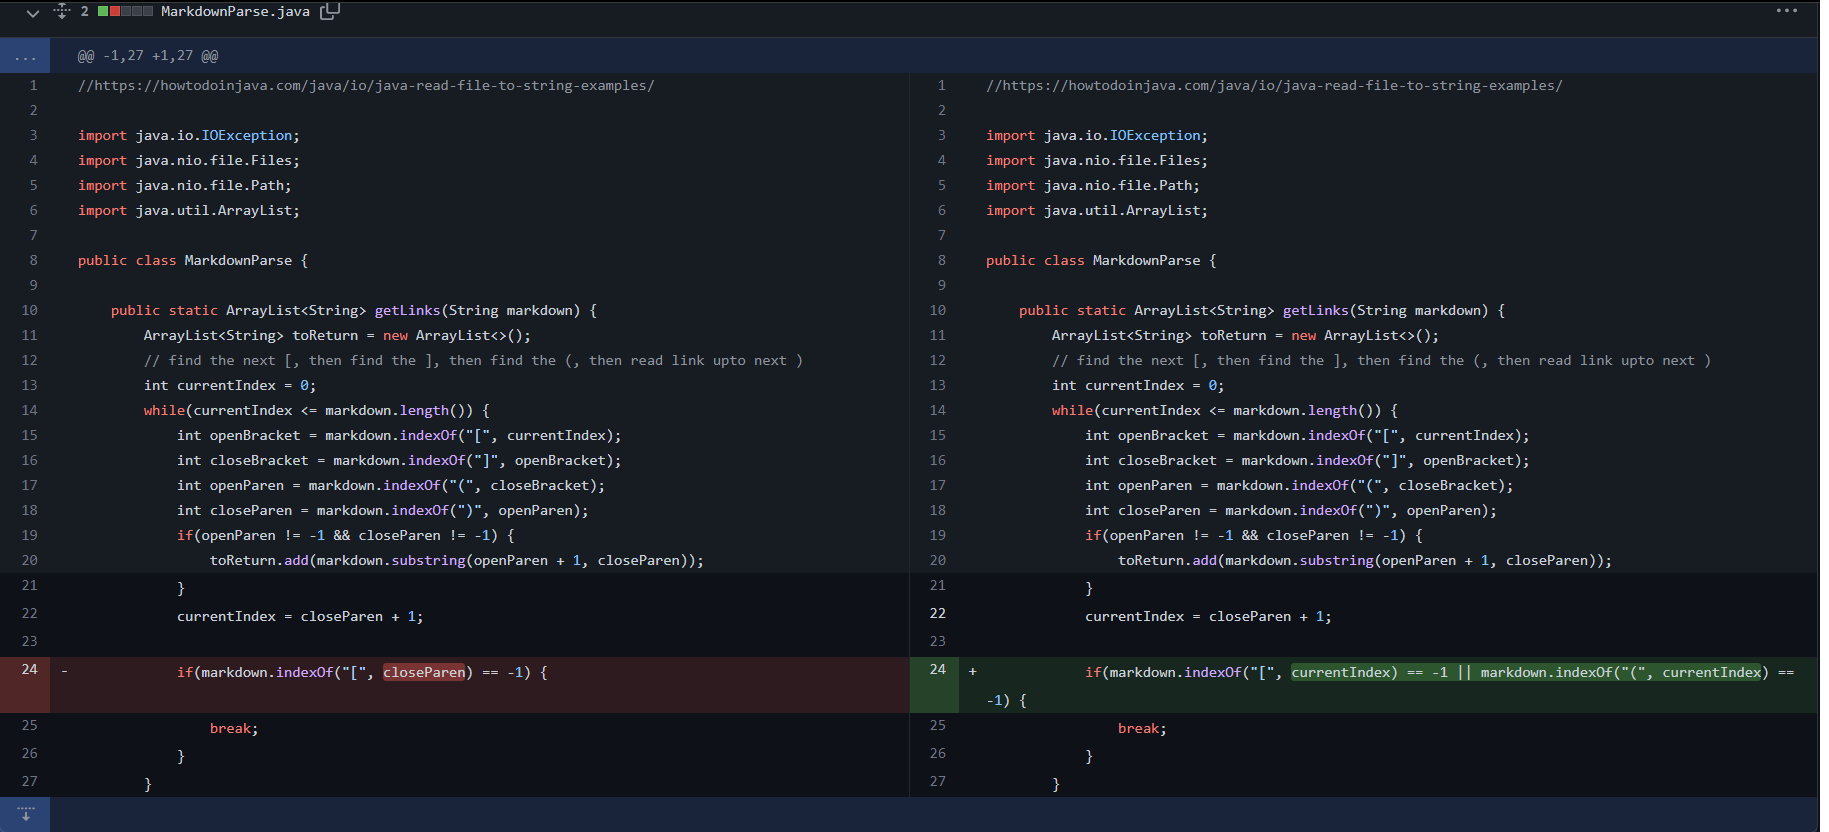 2 MarkdownParse.java
... @@ -1,27 +1,27 @@
1 //https://howtodoinjava.com/java/io/java-read-file-to-string-examples/
2
3 import java.io.IOException;
4 import java.nio.file.Files;
5 import java.nio.file.Path;
6 import java.util.ArrayList;
7
8 public class MarkdownParse {
9
10 public static ArrayList<String> getLinks(String markdown) {
11 ArrayList<String> toReturn = new ArrayList<>();
12 // find the next [, then find the ], then find the (, then read link upto next )
13 int currentIndex = 0;
14 while(currentIndex <= markdown.length()) {
15 int openBracket = markdown.indexOf("[", currentIndex);
16 int closeBracket = markdown.indexOf("]", openBracket);
17 int openParen = markdown.indexOf("(", closeBracket);
18 int closeParen = markdown.indexOf(")", openParen);
19 if(openParen != -1 && closeParen != -1) {
20 toReturn.add(markdown.substring(openParen + 1, closeParen));
21 }
22 currentIndex = closeParen + 1;
23
24 - if(markdown.indexOf("[", closeParen) == -1) {
25 break;
26 }
27 }
1 //https://howtodoinjava.com/java/io/java-read-file-to-string-examples/
2
3 import java.io.IOException;
4 import java.nio.file.Files;
5 import java.nio.file.Path;
6 import java.util.ArrayList;
7
8 public class MarkdownParse {
9
10 public static ArrayList<String> getLinks(String markdown) {
11 ArrayList<String> toReturn = new ArrayList<>();
12 // find the next [, then find the ], then find the (, then read link upto next )
13 int currentIndex = 0;
14 while(currentIndex <= markdown.length()) {
15 int openBracket = markdown.indexOf("[", currentIndex);
16 int closeBracket = markdown.indexOf("]", openBracket);
17 int openParen = markdown.indexOf("(", closeBracket);
18 int closeParen = markdown.indexOf(")", openParen);
19 if(openParen != -1 && closeParen != -1) {
20 toReturn.add(markdown.substring(openParen + 1, closeParen));
21 }
22 currentIndex = closeParen + 1;
23
24 + if(markdown.indexOf("[", currentIndex) == -1 || markdown.indexOf("(", currentIndex) ==
-1) {
25 break;
26 }
27 }